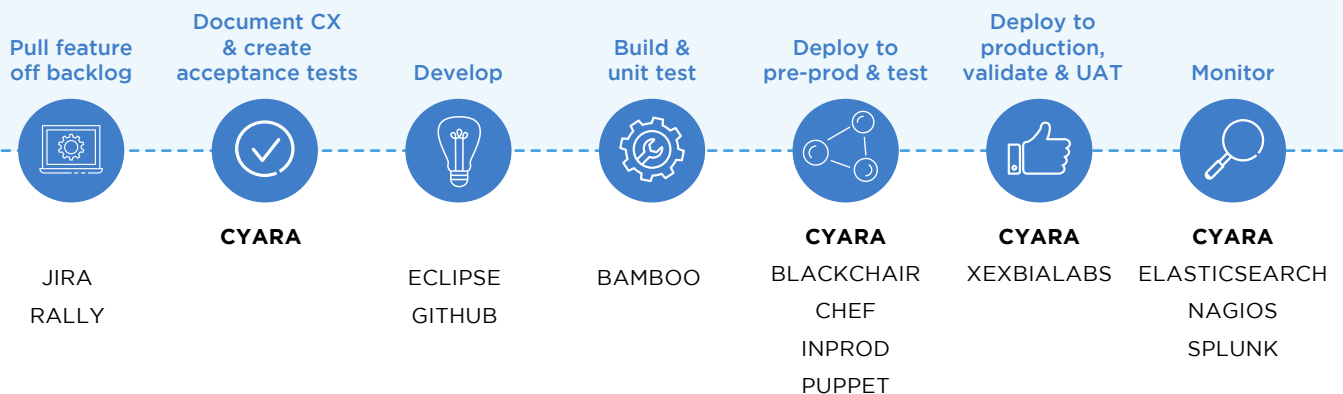 Pull feature
off backlog
Document CX
& create
acceptance tests
Develop
Build &
unit test
Deploy to
pre-prod & test
Deploy to
production,
validate & UAT
Monitor
JIRA
RALLY
CYARA
ECLIPSE
GITHUB
BAMBOO
CYARA
BLACKCHAIR
CHEF
INPROD
PUPPET
CYARA
XEXBIALABS
CYARA
ELASTICSEARCH
NAGIOS
SPLUNK